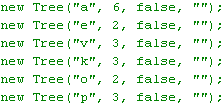 new Tree("a", 6, false, "");
new Tree("e", 2, false, "");
new Tree("v", 3, false, "");
new Tree("k", 3, false, "");
new Tree("o", 2, false, "");
new Tree("p", 3, false, "");